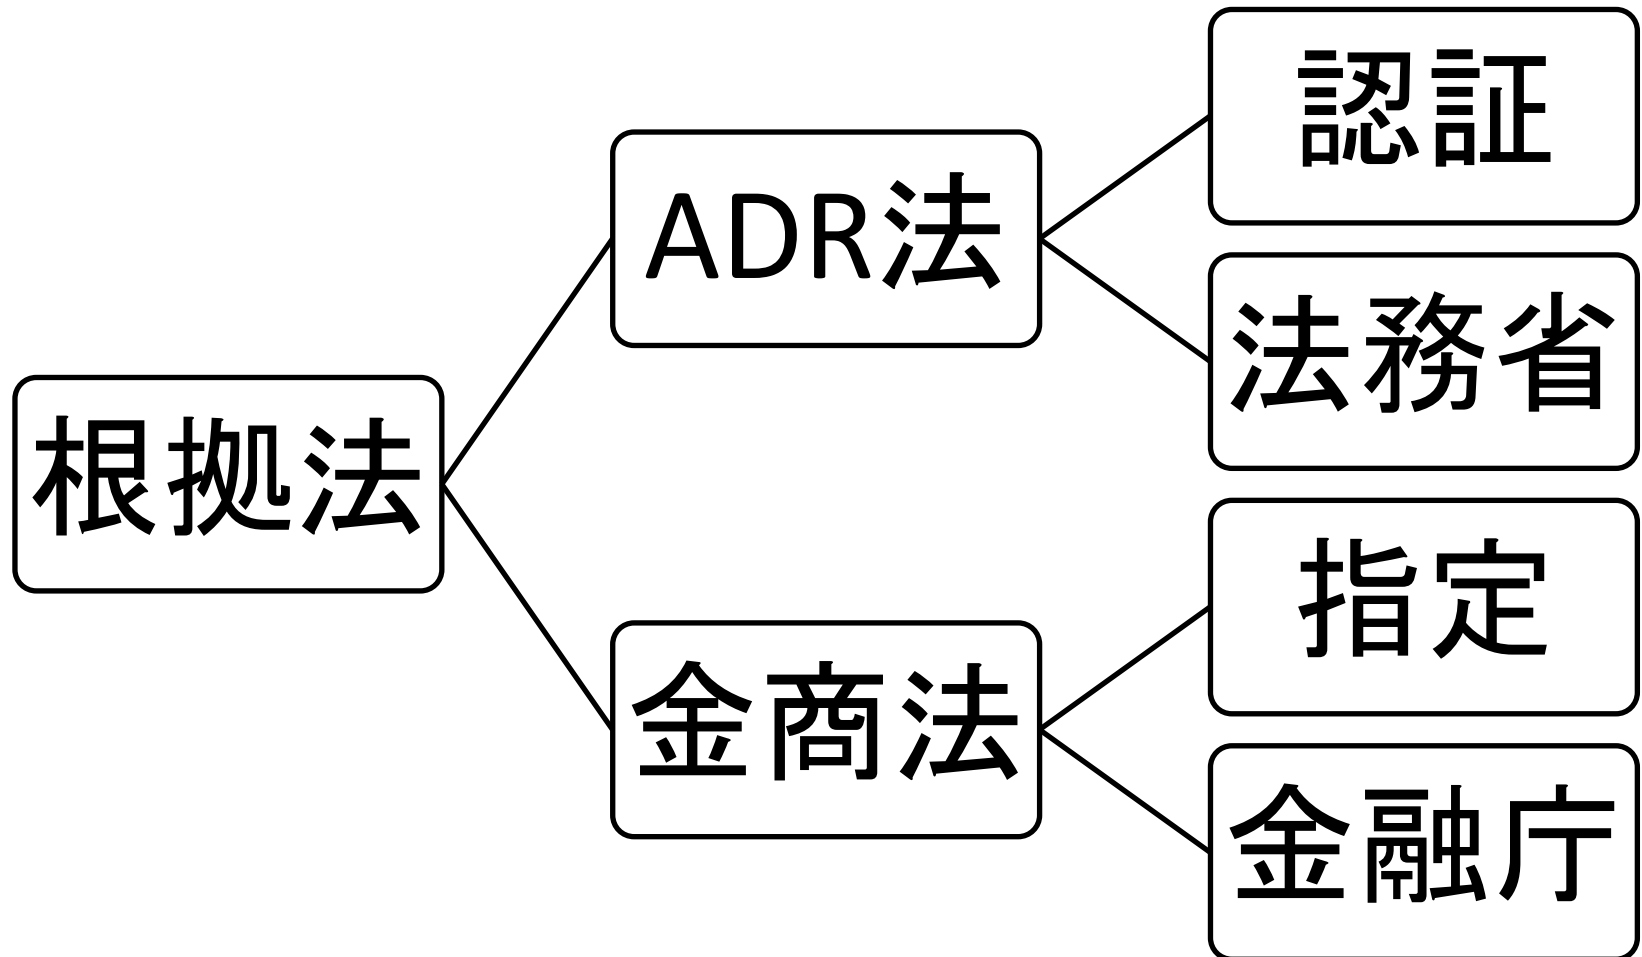 根拠法
ADR法
認証
法務省
金商法
指定
金融庁